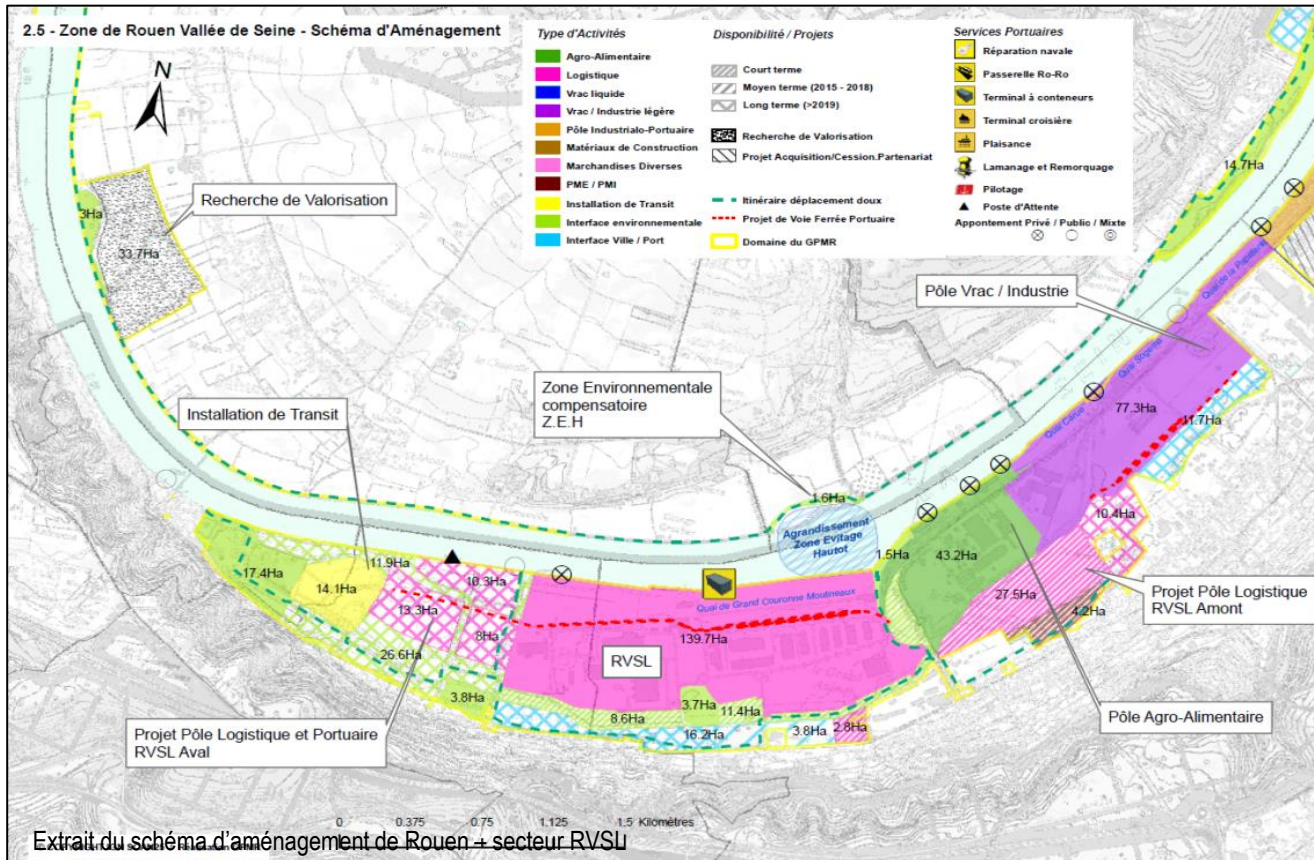 2.5 - Zone de Rouen Vallée de Seine - Schéma d'Aménagement
N
Type d'Activités
Agro-Alimentaire
Logistique
Vrac liquide
Vrac / Industrie légère
Pôle Industrialo-Portuaire
Matériaux de Construction
Marchandises Diverses
PME / PMI
Installation de Transit
Interface environnementale
Interface Ville / Port
Disponibilité / Projets
Court terme
Moyen terme (2015 - 2018)
Long terme (>2019)
Recherche de Valorisation
Projet Acquisition/Cession.Partenariat
Itinéraire déplacement doux
Projet de Voie Ferrée Portuaire
Domaine du GPMR
Services Portuaires
Réparation navale
Passerelle Ro-Ro
Terminal à conteneurs
Terminal croisière
Plaisance
Lamanage et Remorquage
Pilotage
Poste d'Attente
Appontement Privé / Public / Mixte
14.7Ha
Recherche de Valorisation
3Ha
33.7Ha
Quai de la Papeterie
Pôle Vrac / Industrie
Quai Sogema
Zone Environnementale
compensatoire
Z.E.H
Quai Carue
77.3Ha
11.7Ha
Installation de Transit
1.6Ha
Agrandissement
Zone Evitage
Hautot
10.4Ha
1.5Ha
43.2Ha
17.4Ha
14.1Ha
11.9Ha
10.3Ha
13.3Ha
8Ha
26.6Ha
3.8Ha
Quai de Grand Couronne Moulineaux
139.7Ha
RVSL
27.5Ha
4.2Ha
Projet Pôle Logistique
RVSL Amont
3.7Ha
8.6Ha
11.4Ha
16.2Ha
3.8Ha
2.8Ha
Pôle Agro-Alimentaire
Projet Pôle Logistique et Portuaire
RVSL Aval
0 0.375 0.75 1.125 1.5 Kilomètres
Extrait du schéma d'aménagement de Rouen – secteur RVSL